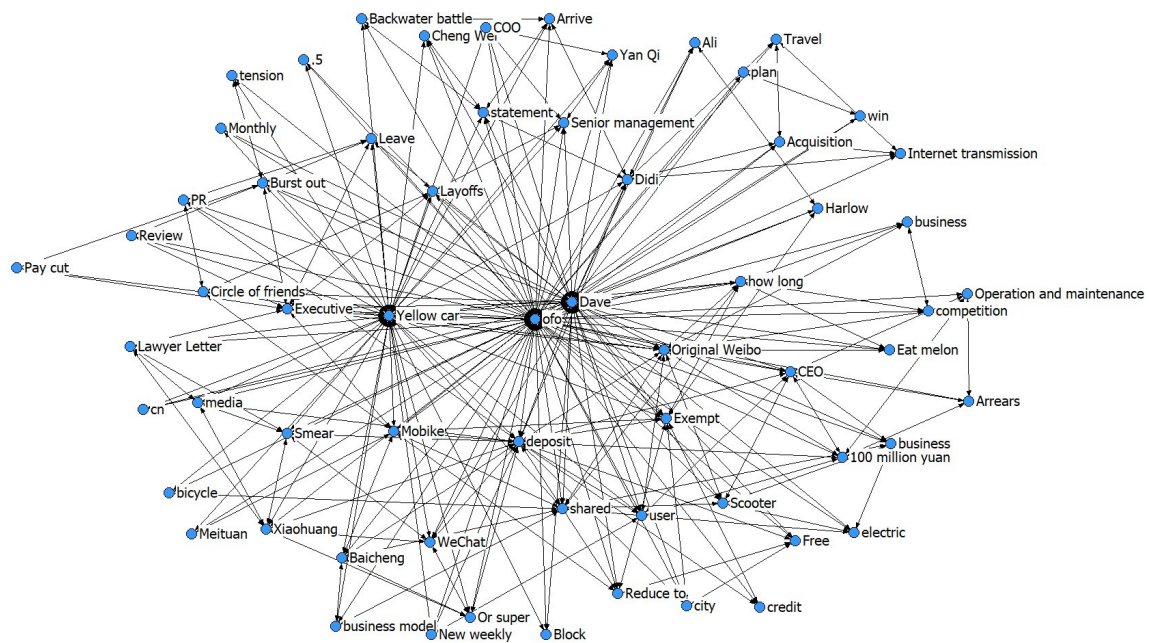 Backwater battle
Arrive
COO
Cheng Wei
Yan Qi
Ali
Travel
.5
tension
plan
statement
Senior management
win
Monthly
Leave
Acquisition
Internet transmission
Burst out
Layoffs
Didi
PR
Harlow
Review
business
Pay cut
Circle of friends
Executive
how long
Operation and maintenance
Dave
Yellow car
ofo
competition
Lawyer Letter
Original Weibo
Eat melon
CEO
cn
media
Arrears
Smear
Mobike
deposit
Exempt
business
100 million yuan
bicycle
shared
user
Scooter
Meituan
Xiaohuang
WeChat
electric
Free
Baicheng
Reduce to
city
credit
business model
Or super
New weekly
Block